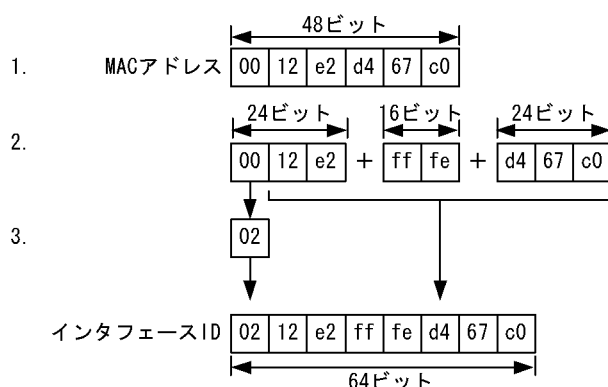 48ビット
1. MACアドレス 00 12 e2 d4 67 c0
24ビット 16ビット 24ビット
2. 00 12 e2 + ff fe + d4 67 c0
3. 02
インタフェースID 02 12 e2 ff fe d4 67 c0
64ビット